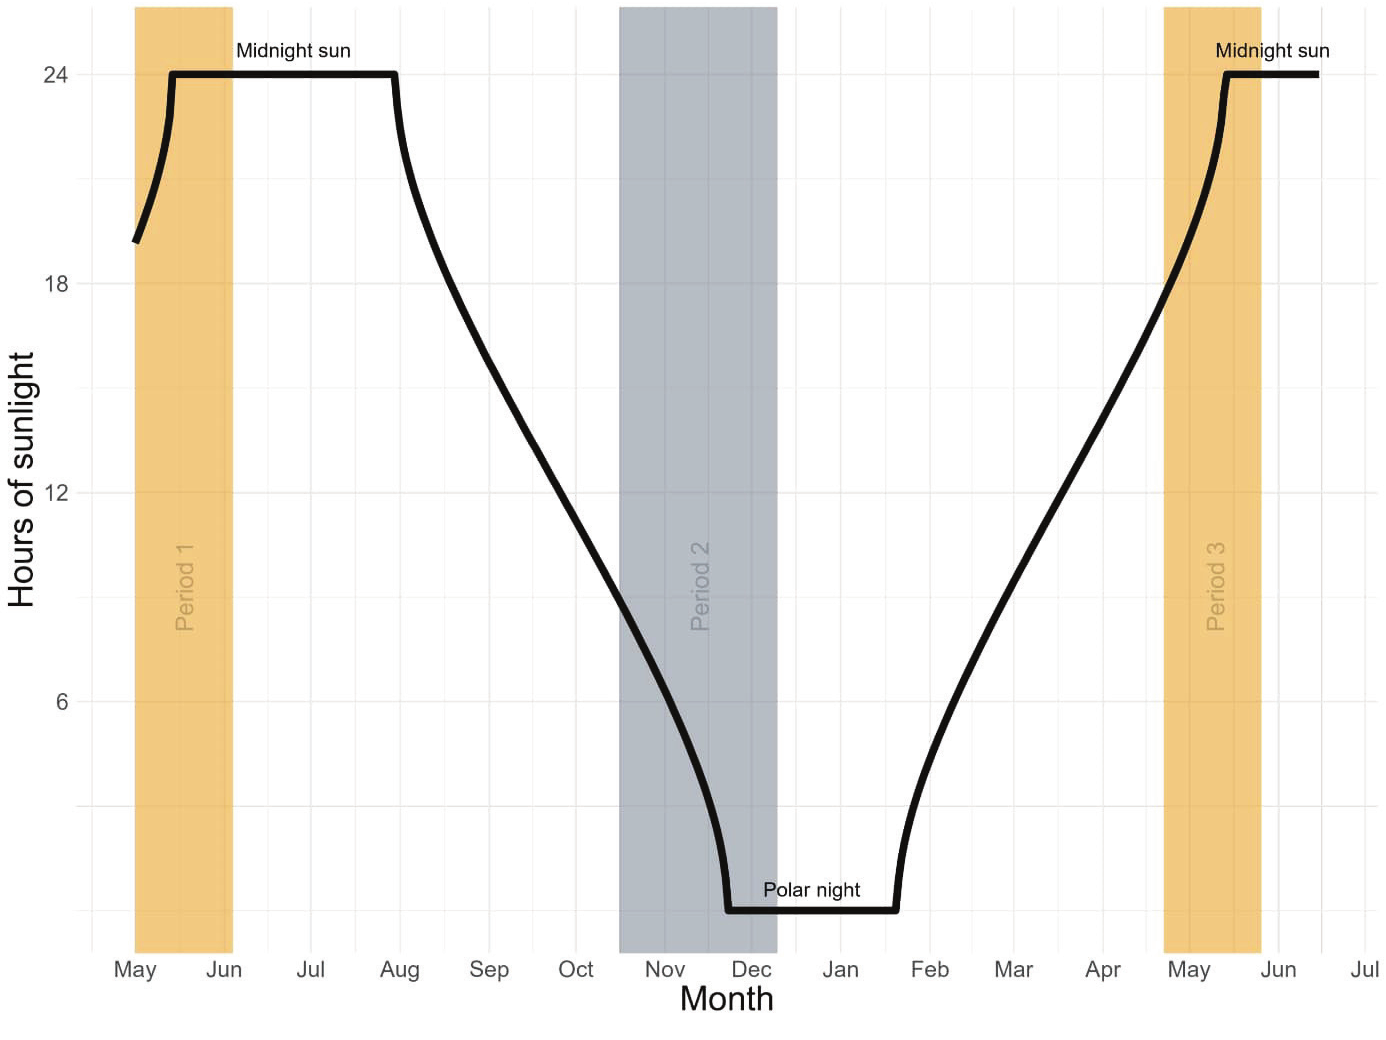 Midnight sun
Midnight sun
24
18
12
6
Hours of sunlight
Period 1
Period 2
Period 3
Polar night
May Jun Jul Aug Sep Oct Nov Dec Jan Feb Mar Apr May Jun Jul
Month